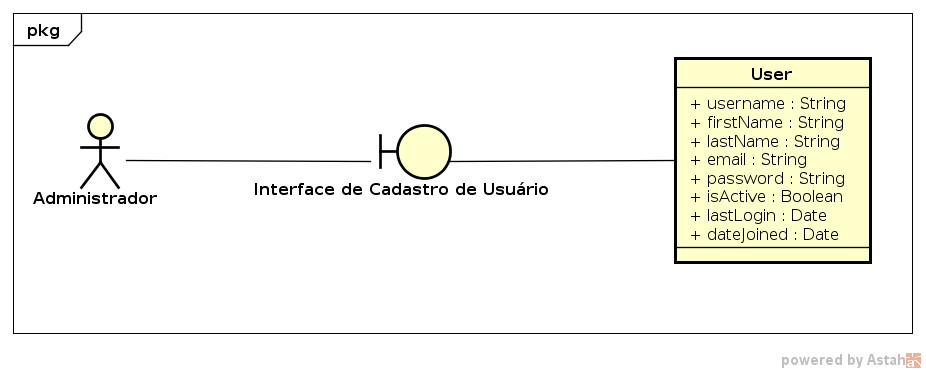 pkg
User
+ username : String
+ firstName : String
+ lastName : String
+ email : String
+ password : String
+ isActive : Boolean
+ lastLogin : Date
+ dateJoined : Date
Administrador
Interface de Cadastro de Usuário
powered by Astah